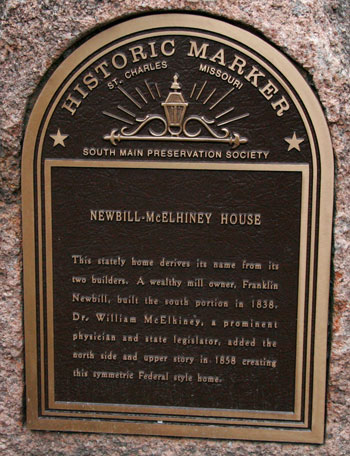 HISTORIC MARKER
ST. CHARLES MISSOURI
SOUTH MAIN PRESERVATION SOCIETY
NEWBILL-McELHINEY HOUSE
This stately home derives its name from its
two builders. A wealthy mill owner, Franklin
Newbill, built the south portion in 1838.
Dr. William McElhiney, a prominent
physician and state legislator, added the
north side and upper story in 1858 creating
this symmetric Federal style home.